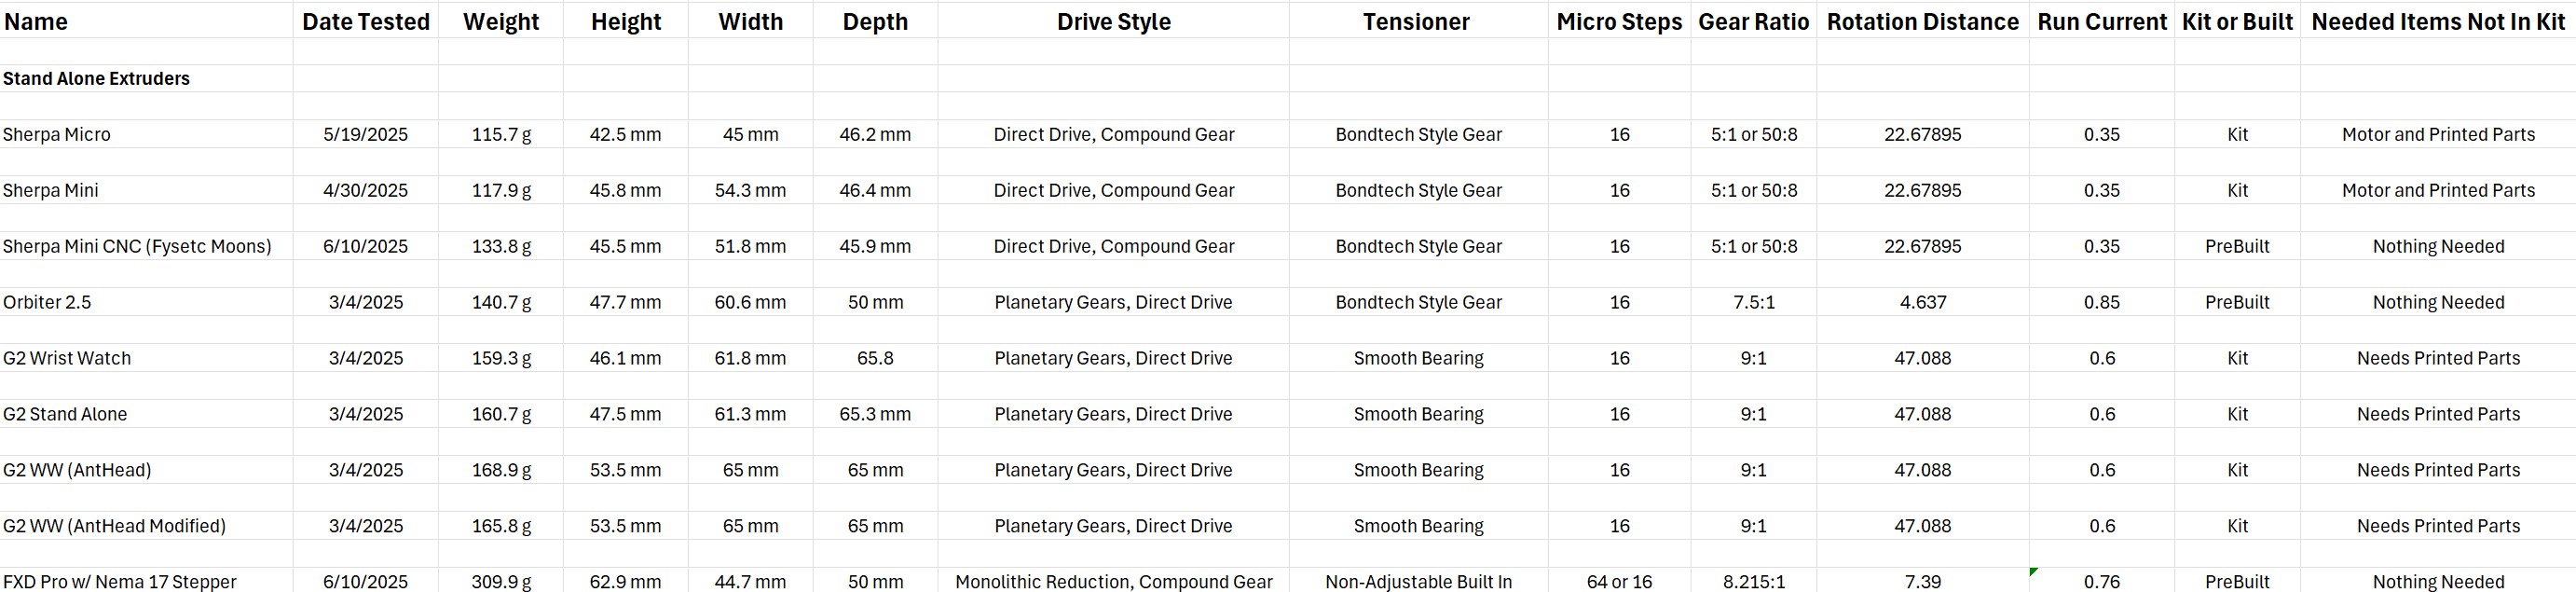 Name Date Tested Weight Height Width Depth Drive Style Tensioner Micro Steps Gear Ratio Rotation Distance Run Current Kit or Built Needed Items Not In Kit
Stand Alone Extruders
Sherpa Micro 5/19/2025 115.7 g 42.5 mm 45 mm 46.2 mm Direct Drive, Compound Gear Bondtech Style Gear 16 5:1 or 50:8 22.67895 0.35 Kit Motor and Printed Parts
Sherpa Mini 4/30/2025 117.9 g 45.8 mm 54.3 mm 46.4 mm Direct Drive, Compound Gear Bondtech Style Gear 16 5:1 or 50:8 22.67895 0.35 Kit Motor and Printed Parts
Sherpa Mini CNC (Fysetc Moons) 6/10/2025 133.8 g 45.5 mm 51.8 mm 45.9 mm Direct Drive, Compound Gear Bondtech Style Gear 16 5:1 or 50:8 22.67895 0.35 PreBuilt Nothing Needed
Orbiter 2.5 3/4/2025 140.7 g 47.7 mm 60.6 mm 50 mm Planetary Gears, Direct Drive Bondtech Style Gear 16 7.5:1 4.637 0.85 PreBuilt Nothing Needed
G2 Wrist Watch 3/4/2025 159.3 g 46.1 mm 61.8 mm 65.8 Planetary Gears, Direct Drive Smooth Bearing 16 9:1 47.088 0.6 Kit Needs Printed Parts
G2 Stand Alone 3/4/2025 160.7 g 47.5 mm 61.3 mm 65.3 mm Planetary Gears, Direct Drive Smooth Bearing 16 9:1 47.088 0.6 Kit Needs Printed Parts
G2 WW (AntHead) 3/4/2025 168.9 g 53.5 mm 65 mm 65 mm Planetary Gears, Direct Drive Smooth Bearing 16 9:1 47.088 0.6 Kit Needs Printed Parts
G2 WW (AntHead Modified) 3/4/2025 165.8 g 53.5 mm 65 mm 65 mm Planetary Gears, Direct Drive Smooth Bearing 16 9:1 47.088 0.6 Kit Needs Printed Parts
FXD Pro w/ Nema 17 Stepper 6/10/2025 309.9 g 62.9 mm 44.7 mm 50 mm Monolithic Reduction, Compound Gear Non-Adjustable Built In 64 or 16 8.215:1 7.39 0.76 PreBuilt Nothing Needed